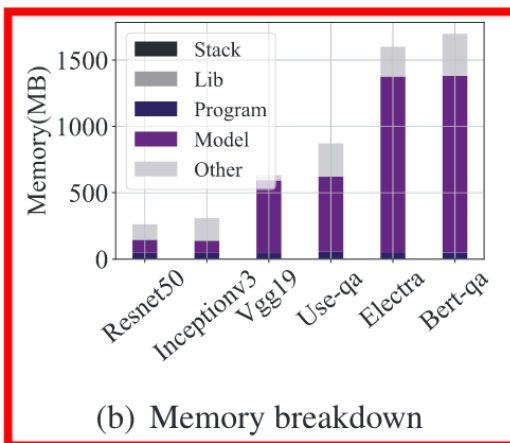 Memory(MB)
1500
1000
500
0
Stack
Lib
Program
Model
Other
Resnet50
Inceptionv3
Vgg19
Use-qa
Electra
Bert-qa
(b) Memory breakdown